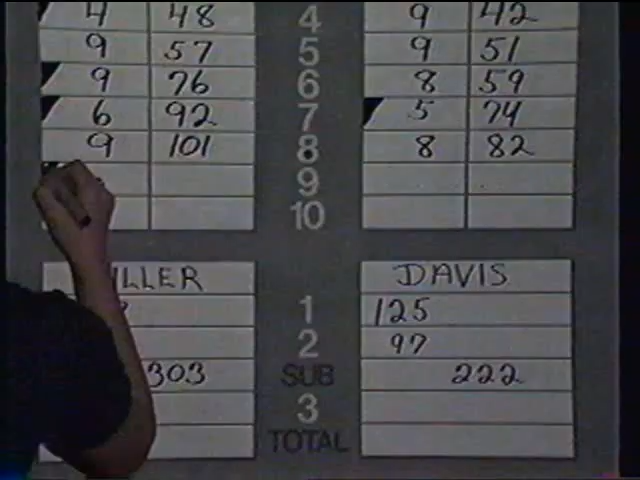 4 48 4 9 42
9 57 5 9 51
9 76 6 8 59
6 92 7 5 74
9 101 8 8 82
9
10
ILLER DAVIS
1 125
2 97
303 SUB 222
3
TOTAL